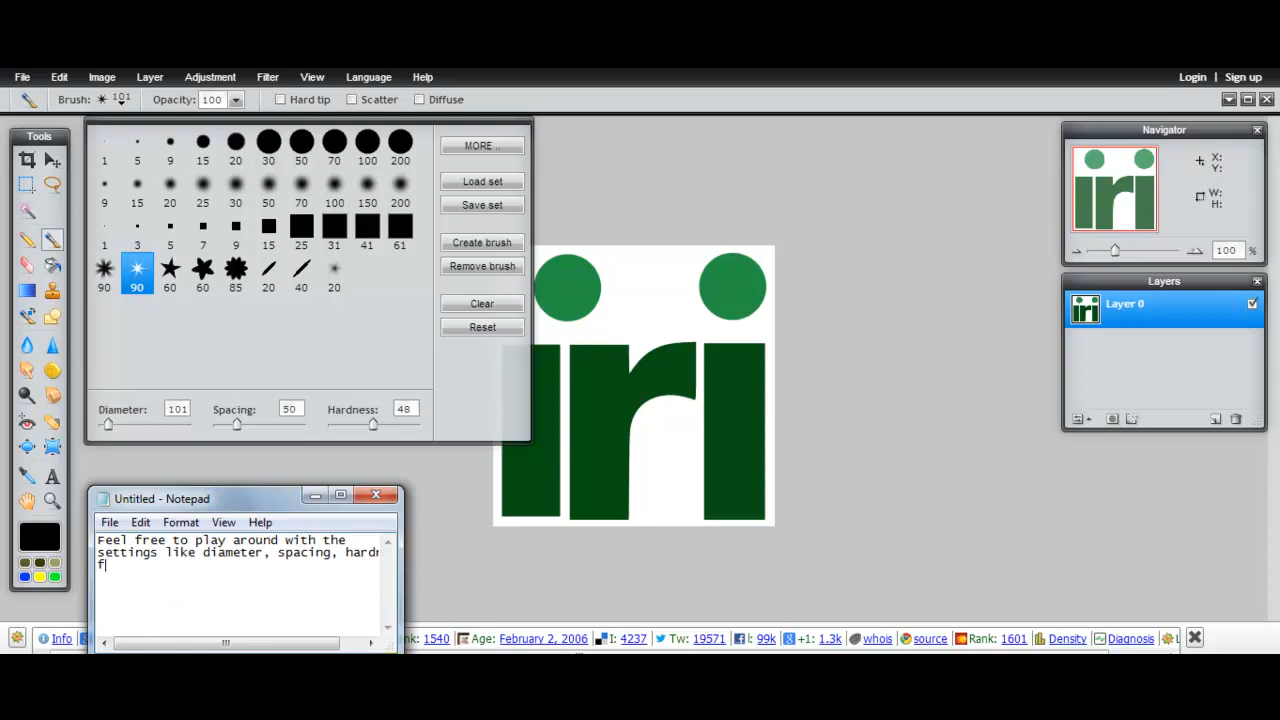 File Edit Image Layer Adjustment Filter View Language Help Login | Sign up
Brush: 101 Opacity: 100 Hard tip Scatter Diffuse
Tools
1 5 9 15 20 30 50 70 100 200
9 15 20 25 30 50 70 100 150 200
1 3 5 7 9 15 25 31 41 61
90 90 60 60 85 20 40 20
MORE ..
Load set
Save set
Create brush
Remove brush
Clear
Reset
Diameter: 101 Spacing: 50 Hardness: 48
iri
Navigator
iri
X:
Y:
W:
H:
100 %
Layers
iri Layer 0
Untitled - Notepad
File Edit Format View Help
Feel free to play around with the
settings like diameter, spacing, hardn
f
Info nk: 1540 Age: February 2, 2006 I: 4237 Tw: 19571 l: 99k +1: 1.3k whois source Rank: 1601 Density Diagnosis L